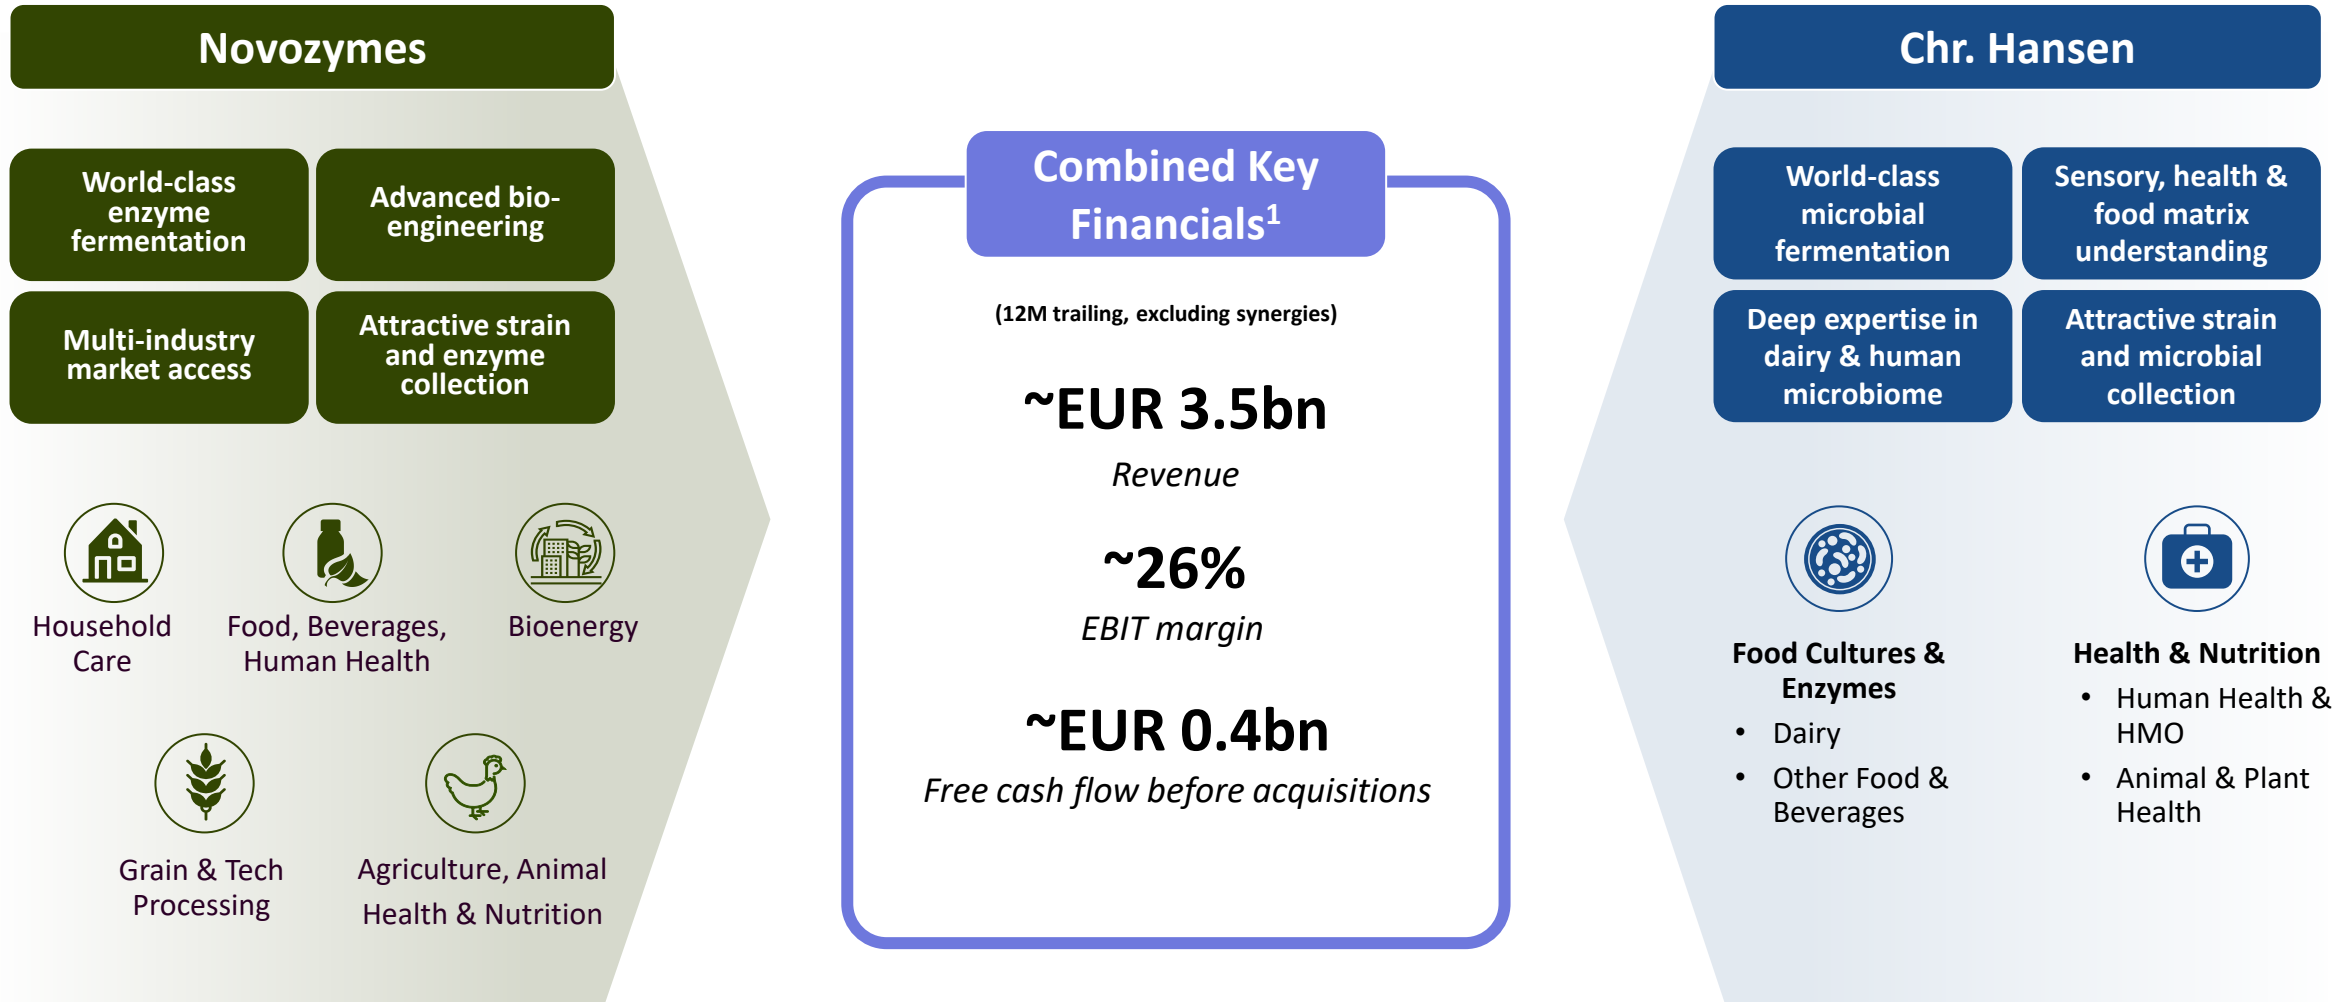 Novozymes
World-class
enzyme
fermentation
Advanced bio-
engineering
Multi-industry
market access
Attractive strain
and enzyme
collection
Household
Care
Food, Beverages,
Human Health
Bioenergy
Grain & Tech
Processing
Agriculture, Animal
Health & Nutrition
Combined Key
Financials¹
(12M trailing, excluding synergies)
~EUR 3.5bn
Revenue
~26%
EBIT margin
~EUR 0.4bn
Free cash flow before acquisitions
Chr. Hansen
World-class
microbial
fermentation
Sensory, health &
food matrix
understanding
Deep expertise in
dairy & human
microbiome
Attractive strain
and microbial
collection
Food Cultures &
Enzymes
• Dairy
• Other Food &
Beverages
Health & Nutrition
• Human Health &
HMO
• Animal & Plant
Health